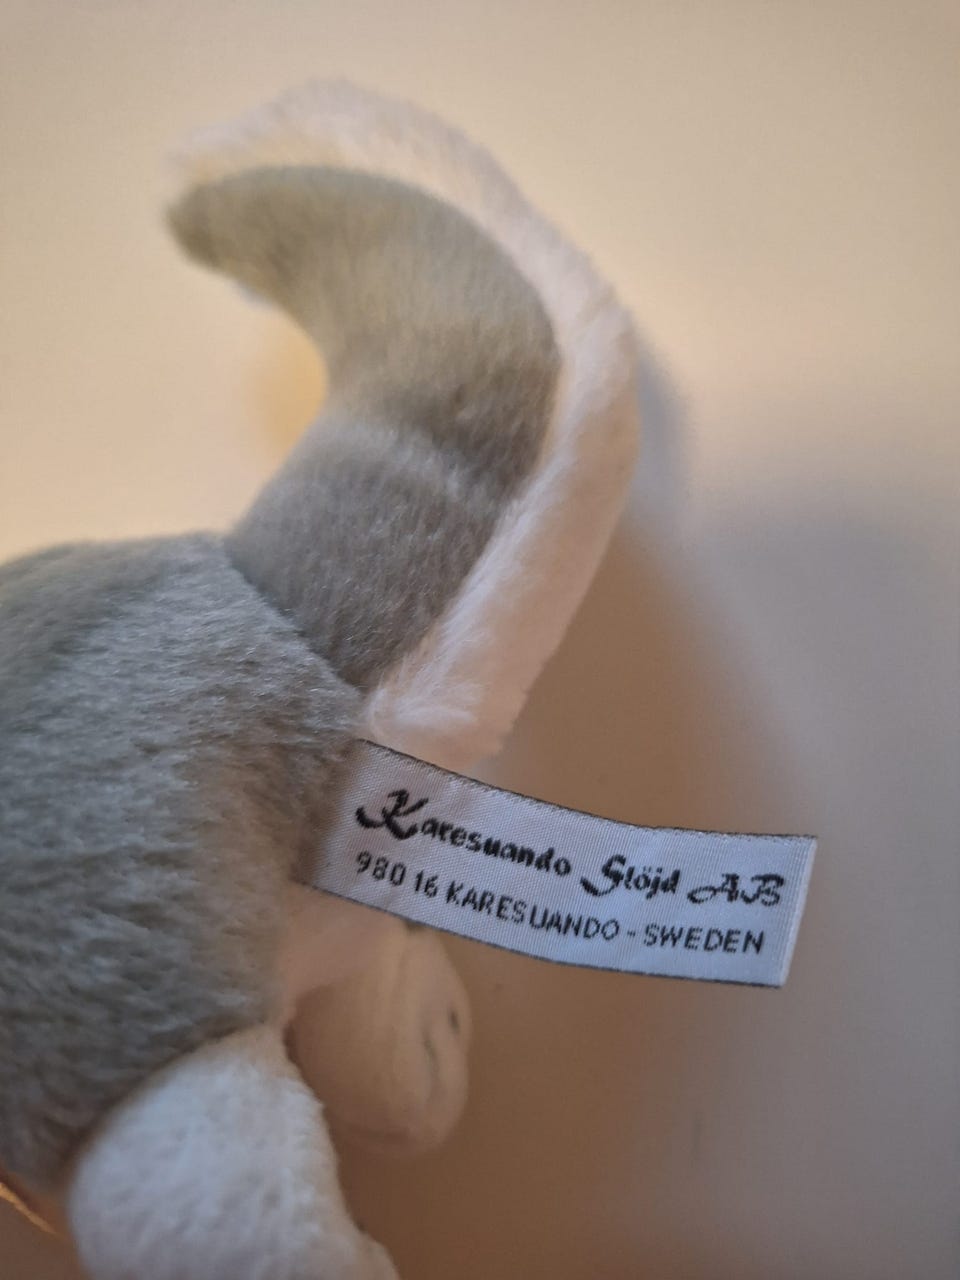 Karesuando Slöjd AB
980 16 KARESUANDO - SWEDEN